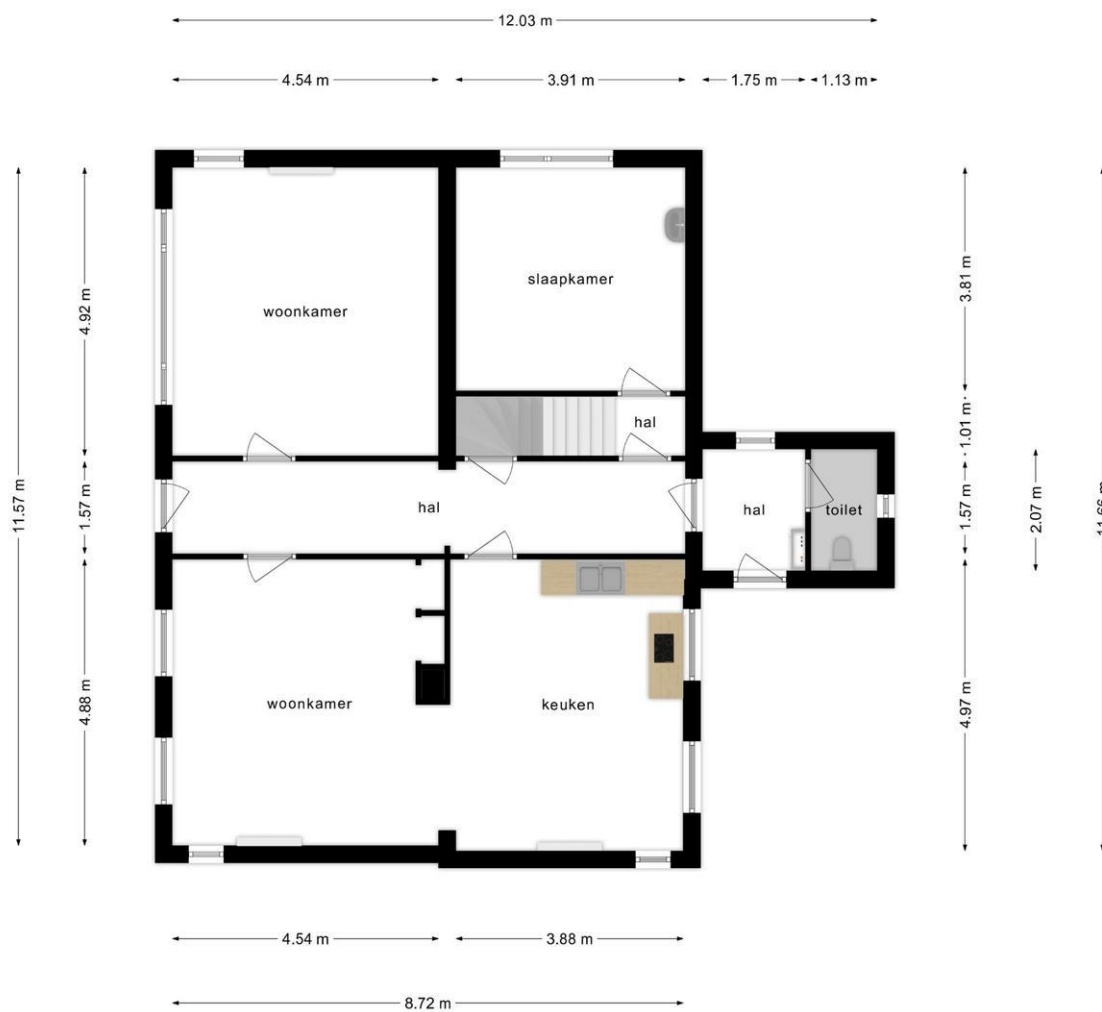 12.03 m
4.54 m
3.91 m
1.75 m
1.13 m
11.57 m
4.92 m
1.57 m
4.88 m
woonkamer
slaapkamer
hal
hal
hal
toilet
woonkamer
keuken
3.81 m
1.01 m
1.57 m
4.97 m
2.07 m
11.66 m
4.54 m
3.88 m
8.72 m